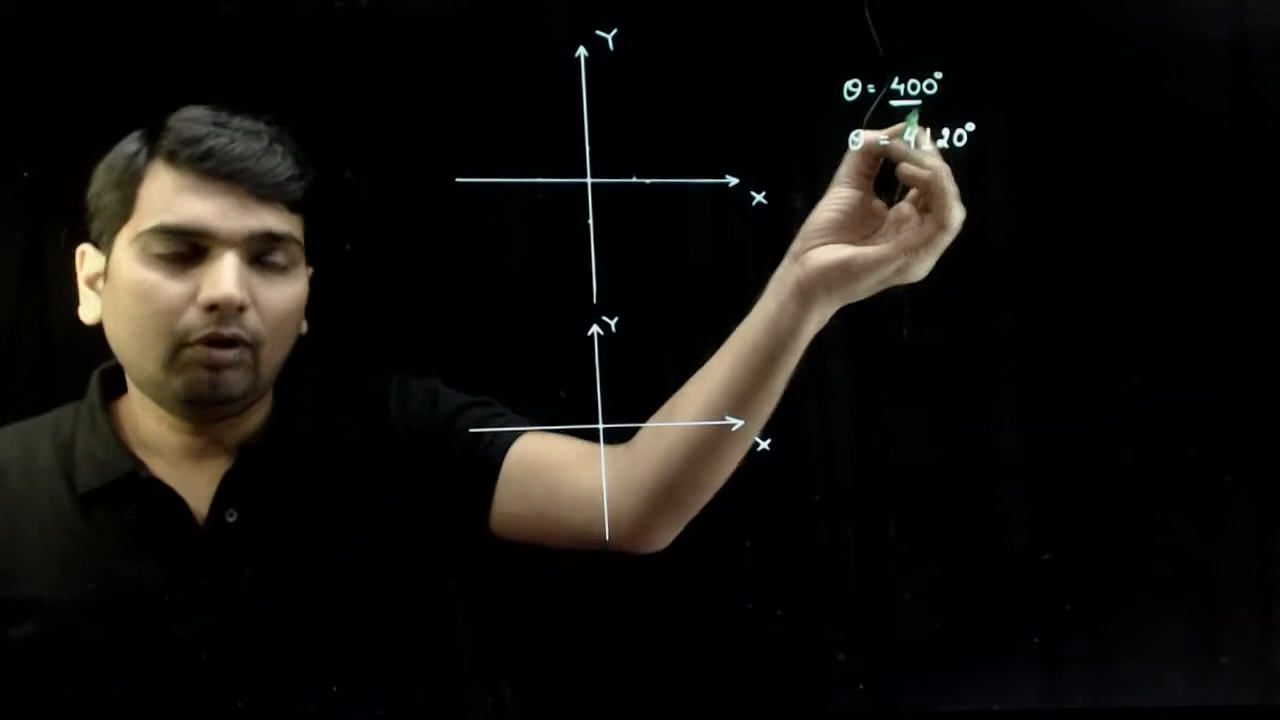 Y
θ = 400°
θ = 4120°
X
Y
X